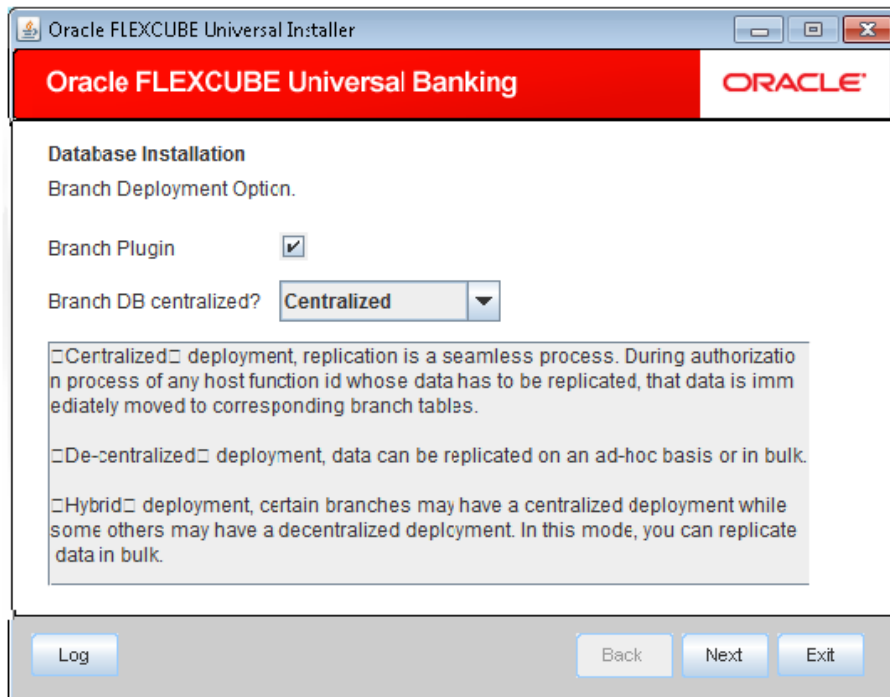 Oracle FLEXCUBE Universal Installer
Oracle FLEXCUBE Universal Banking
ORACLE
Database Installation
Branch Deployment Option.
Branch Plugin
Branch DB centralized? Centralized
□Centralized□ deployment, replication is a seamless process. During authorizatio
n process of any host function id whose data has to be replicated, that data is imm
ediately moved to corresponding branch tables.
□De-centralized□ deployment, data can be replicated on an ad-hoc basis or in bulk.
□Hybrid□ deployment, certain branches may have a centralized deployment while
some others may have a decentralized deployment. In this mode, you can replicate
data in bulk.
Log Back Next Exit